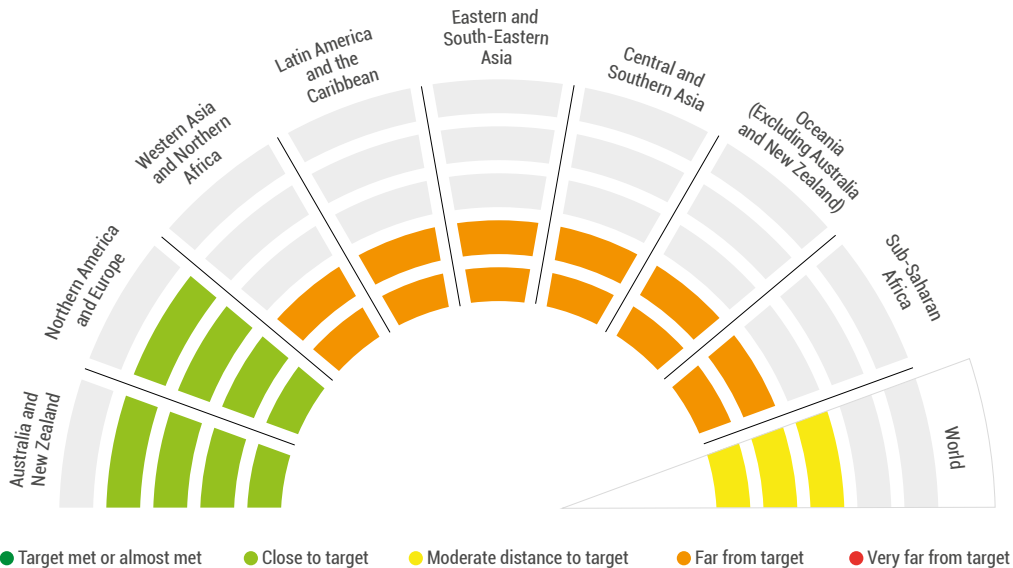 Australia and
New Zealand
Northern America
and Europe
Western Asia
and Northern
Africa
Latin America
and the
Caribbean
Eastern and
South-Eastern
Asia
Central and
Southern Asia
Oceania
(Excluding Australia
and New Zealand)
Sub-Saharan
Africa
World
Target met or almost met
Close to target
Moderate distance to target
Far from target
Very far from target